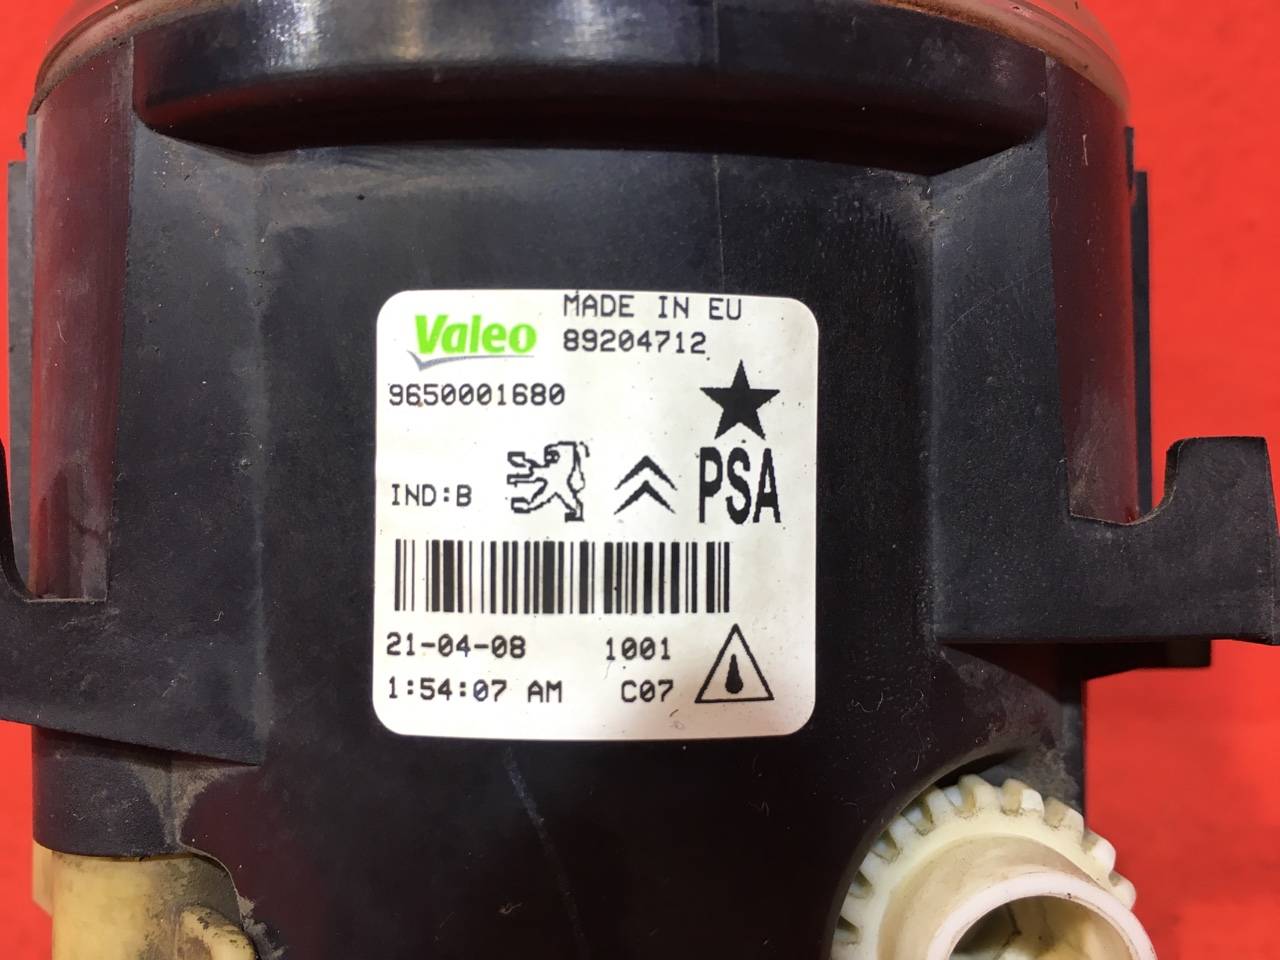 MADE IN EU
Valeo 89204712
9650001680
IND:B PSA
21-04-08 1001
1:54:07 AM C07